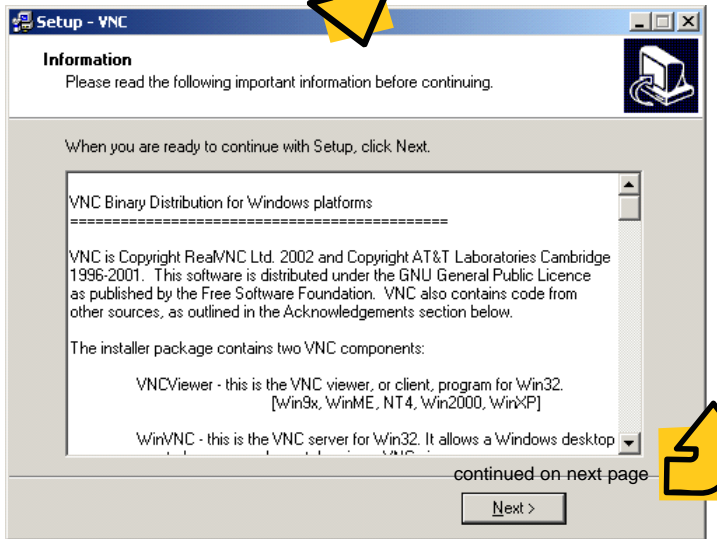 Setup - VNC
Information
Please read the following important information before continuing.
When you are ready to continue with Setup, click Next.
VNC Binary Distribution for Windows platforms
=============================================
VNC is Copyright RealVNC Ltd. 2002 and Copyright AT&T Laboratories Cambridge
1996-2001.  This software is distributed under the GNU General Public Licence
as published by the Free Software Foundation.  VNC also contains code from
other sources, as outlined in the Acknowledgements section below.
The installer package contains two VNC components:
VNCViewer - this is the VNC viewer, or client, program for Win32.
[Win9x, WinME, NT4, Win2000, WinXP]
WinVNC - this is the VNC server for Win32. It allows a Windows desktop
continued on next page
Next >